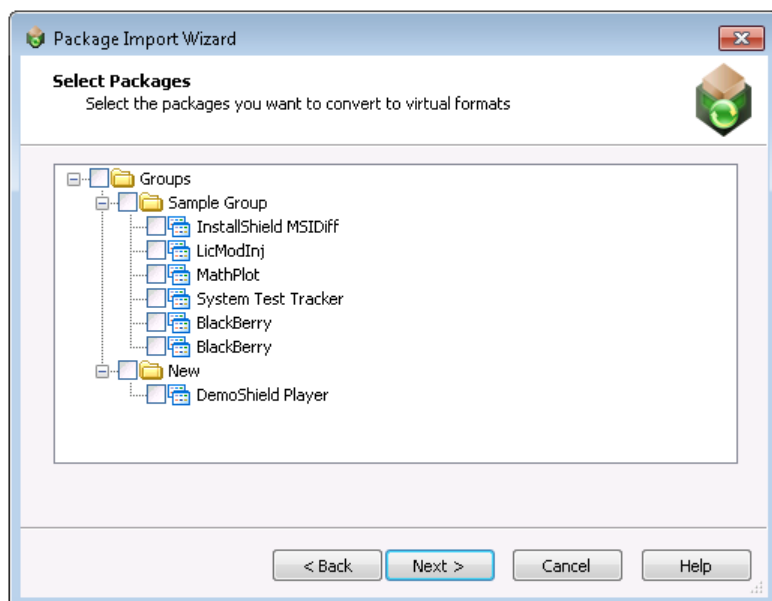 Package Import Wizard
Select Packages
Select the packages you want to convert to virtual formats
Groups
Sample Group
InstallShield MSIDiff
LicModInj
MathPlot
System Test Tracker
BlackBerry
BlackBerry
New
DemoShield Player
< Back Next > Cancel Help